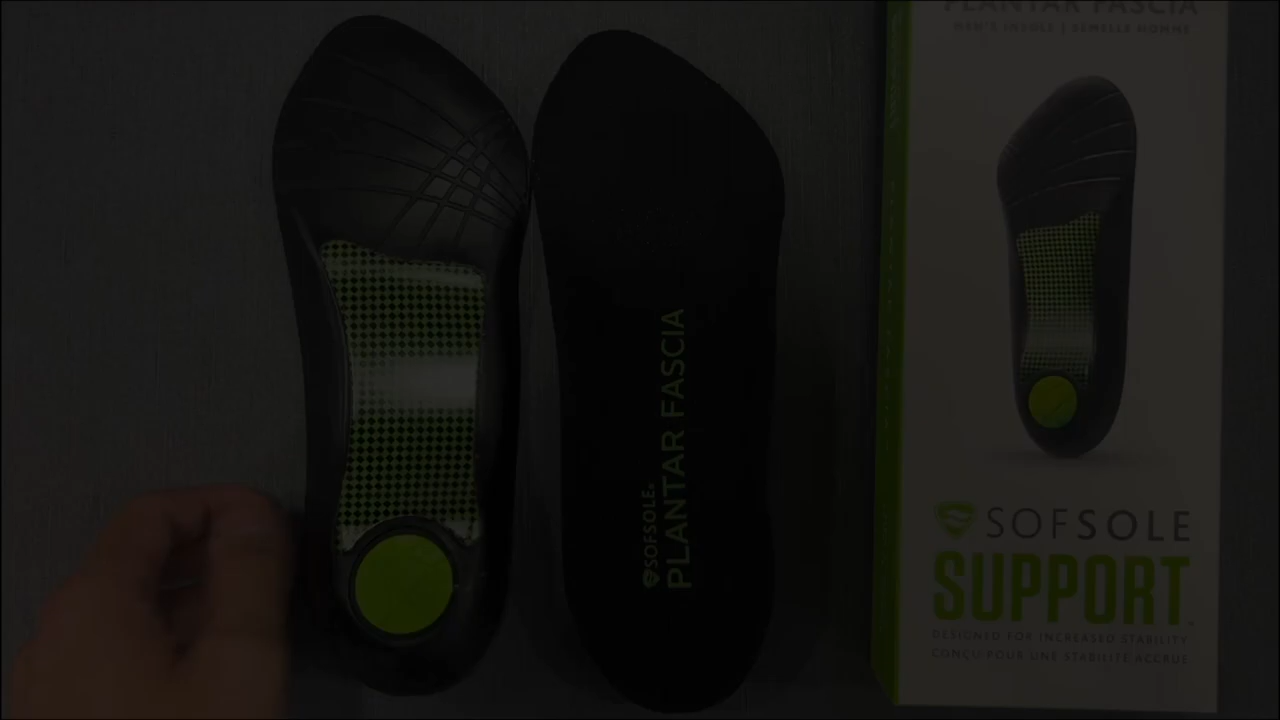 PLANTAR FASCIA
MEN'S INSOLE | SEMELLE HOMME
SOFSOLE®
PLANTAR FASCIA
SOFSOLE
SUPPORT™
DESIGNED FOR INCREASED STABILITY
CONÇU POUR UNE STABILITÉ ACCRUE